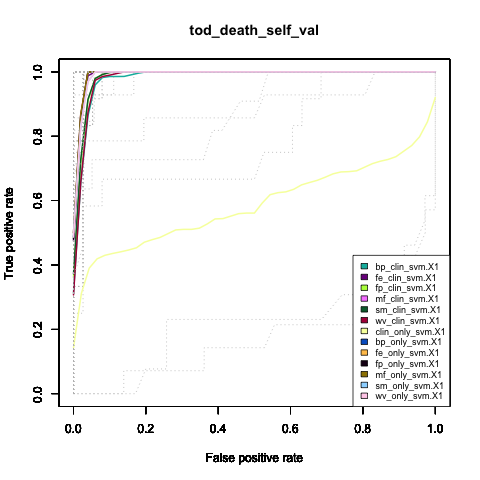 tod_death_self_val
True positive rate
1.0
0.8
0.6
0.4
0.2
0.0
bp_clin_svm.X1
fe_clin_svm.X1
fp_clin_svm.X1
mf_clin_svm.X1
sm_clin_svm.X1
wv_clin_svm.X1
clin_only_svm.X1
bp_only_svm.X1
fe_only_svm.X1
fp_only_svm.X1
mf_only_svm.X1
sm_only_svm.X1
wv_only_svm.X1
0.0 0.2 0.4 0.6 0.8 1.0
False positive rate